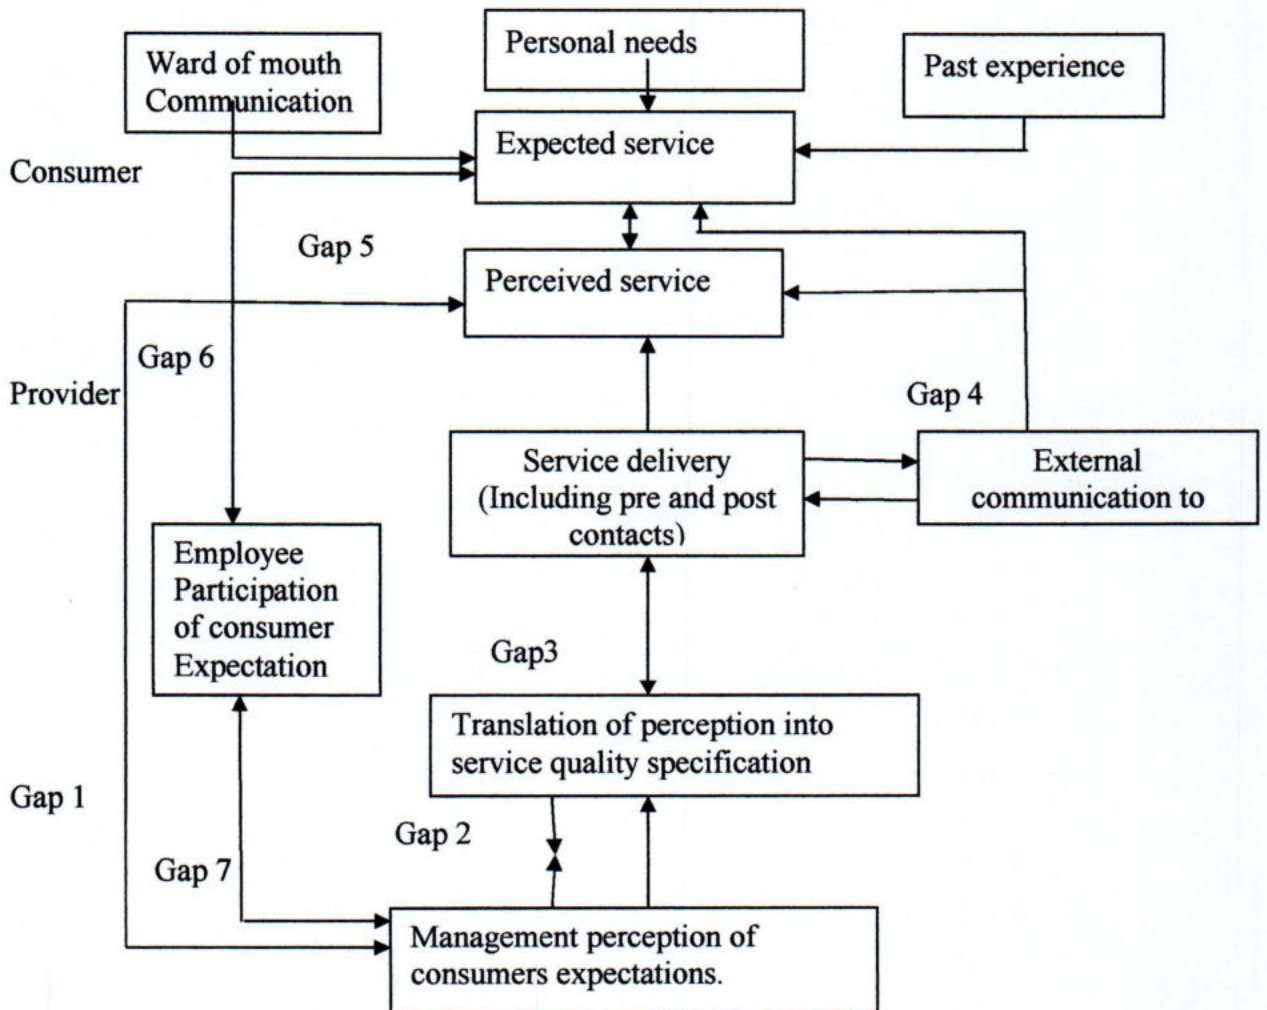 Personal needs
Ward of mouth
Communication
Past experience
Expected service
Consumer
Gap 5
Perceived service
Gap 6
Provider
Gap 4
Service delivery
(Including pre and post
contacts)
External
communication to
Employee
Participation
of consumer
Expectation
Gap3
Translation of perception into
service quality specification
Gap 1
Gap 2
Gap 7
Management perception of
consumers expectations.